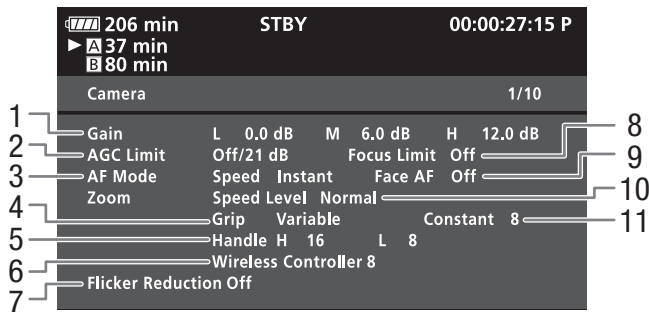 206 min STBY 00:00:27:15 P
A 37 min
B 80 min
Camera 1/10
1 Gain L 0.0 dB M 6.0 dB H 12.0 dB 8
2 AGC Limit Off/21 dB Focus Limit Off 9
3 AF Mode Speed Instant Face AF Off
Zoom Speed Level Normal 10
4 Grip Variable Constant 8 11
5 Handle H 16 L 8
6 Wireless Controller 8
7 Flicker Reduction Off